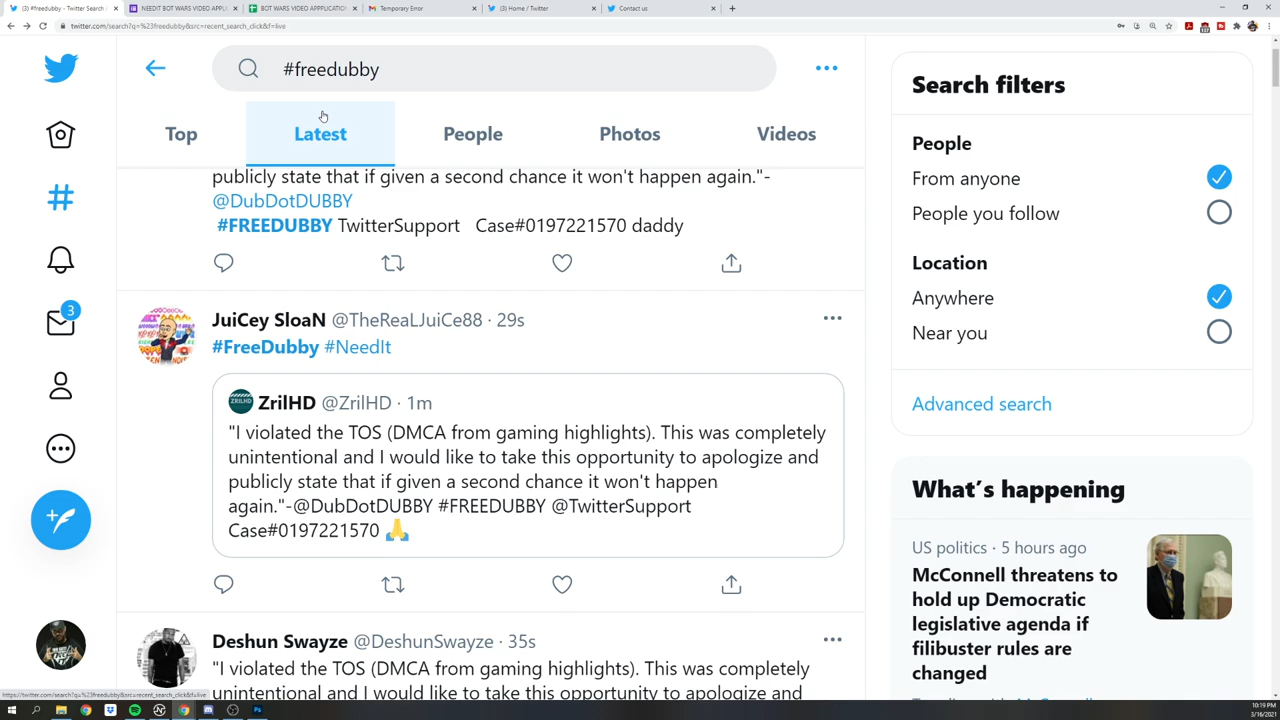 (3) #freedubby - Twitter Search /
NEEDIT BOT WARS VIDEO APPL
BOT WARS VIDEO APPPLICATION
Temporary Error
(3) Home / Twitter
Contact us
twitter.com/search?q=%23freedubby&src=recent_search_click&f=live
#freedubby
Top
Latest
People
Photos
Videos
publicly state that if given a second chance it won't happen again."-
@DubDotDUBBY
#FREEDUBBY TwitterSupport Case#0197221570 daddy
JuiCey SloaN @TheReaLJuiCe88 · 29s
#FreeDubby #NeedIt
ZRILHD
ZrilHD @ZrilHD · 1m
"I violated the TOS (DMCA from gaming highlights). This was completely
unintentional and I would like to take this opportunity to apologize and
publicly state that if given a second chance it won't happen
again."-@DubDotDUBBY #FREEDUBBY @TwitterSupport
Case#0197221570 🙏
Deshun Swayze @DeshunSwayze · 35s
"I violated the TOS (DMCA from gaming highlights). This was completely
unintentional and I would like to take this opportunity to apologize and
3
Search filters
People
From anyone
People you follow
Location
Anywhere
Near you
Advanced search
What's happening
US politics · 5 hours ago
McConnell threatens to
hold up Democratic
legislative agenda if
filibuster rules are
changed
https://twitter.com/search?q=%23freedubby&src=recent_search_click&f=live
10:19 PM
3/16/2021